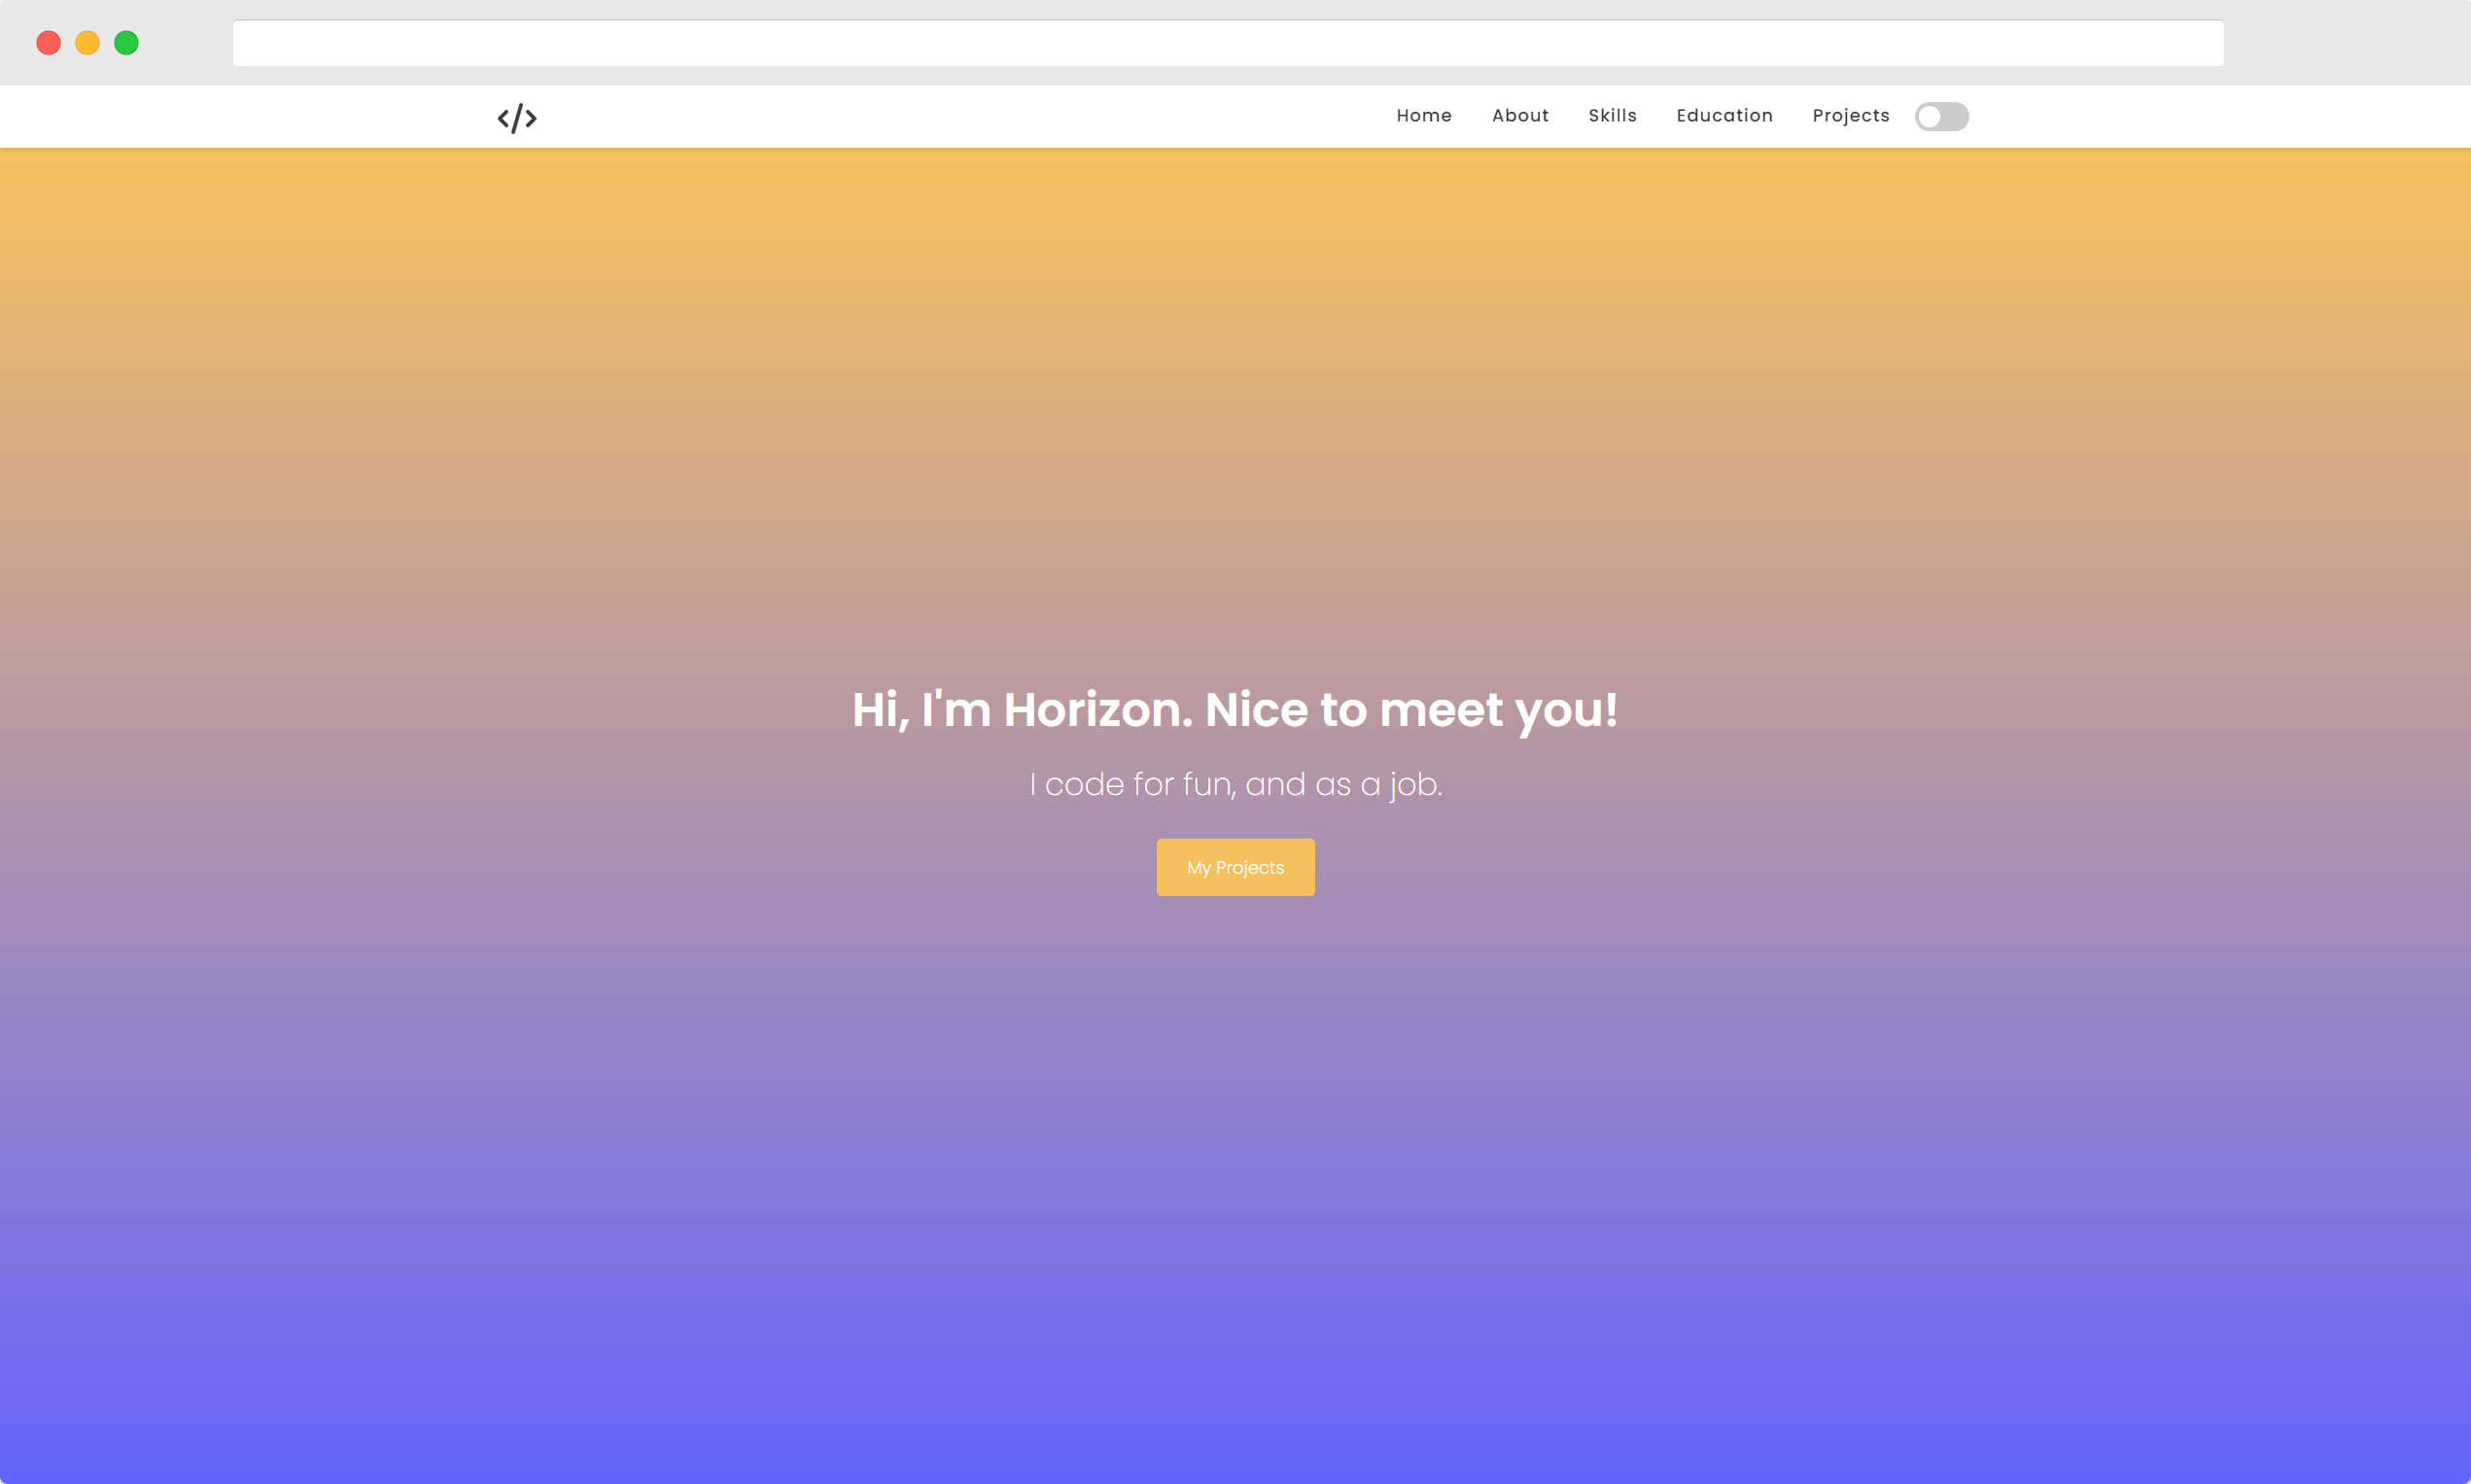 </>
Home About Skills Education Projects
Hi, I'm Horizon. Nice to meet you!
I code for fun, and as a job.
My Projects